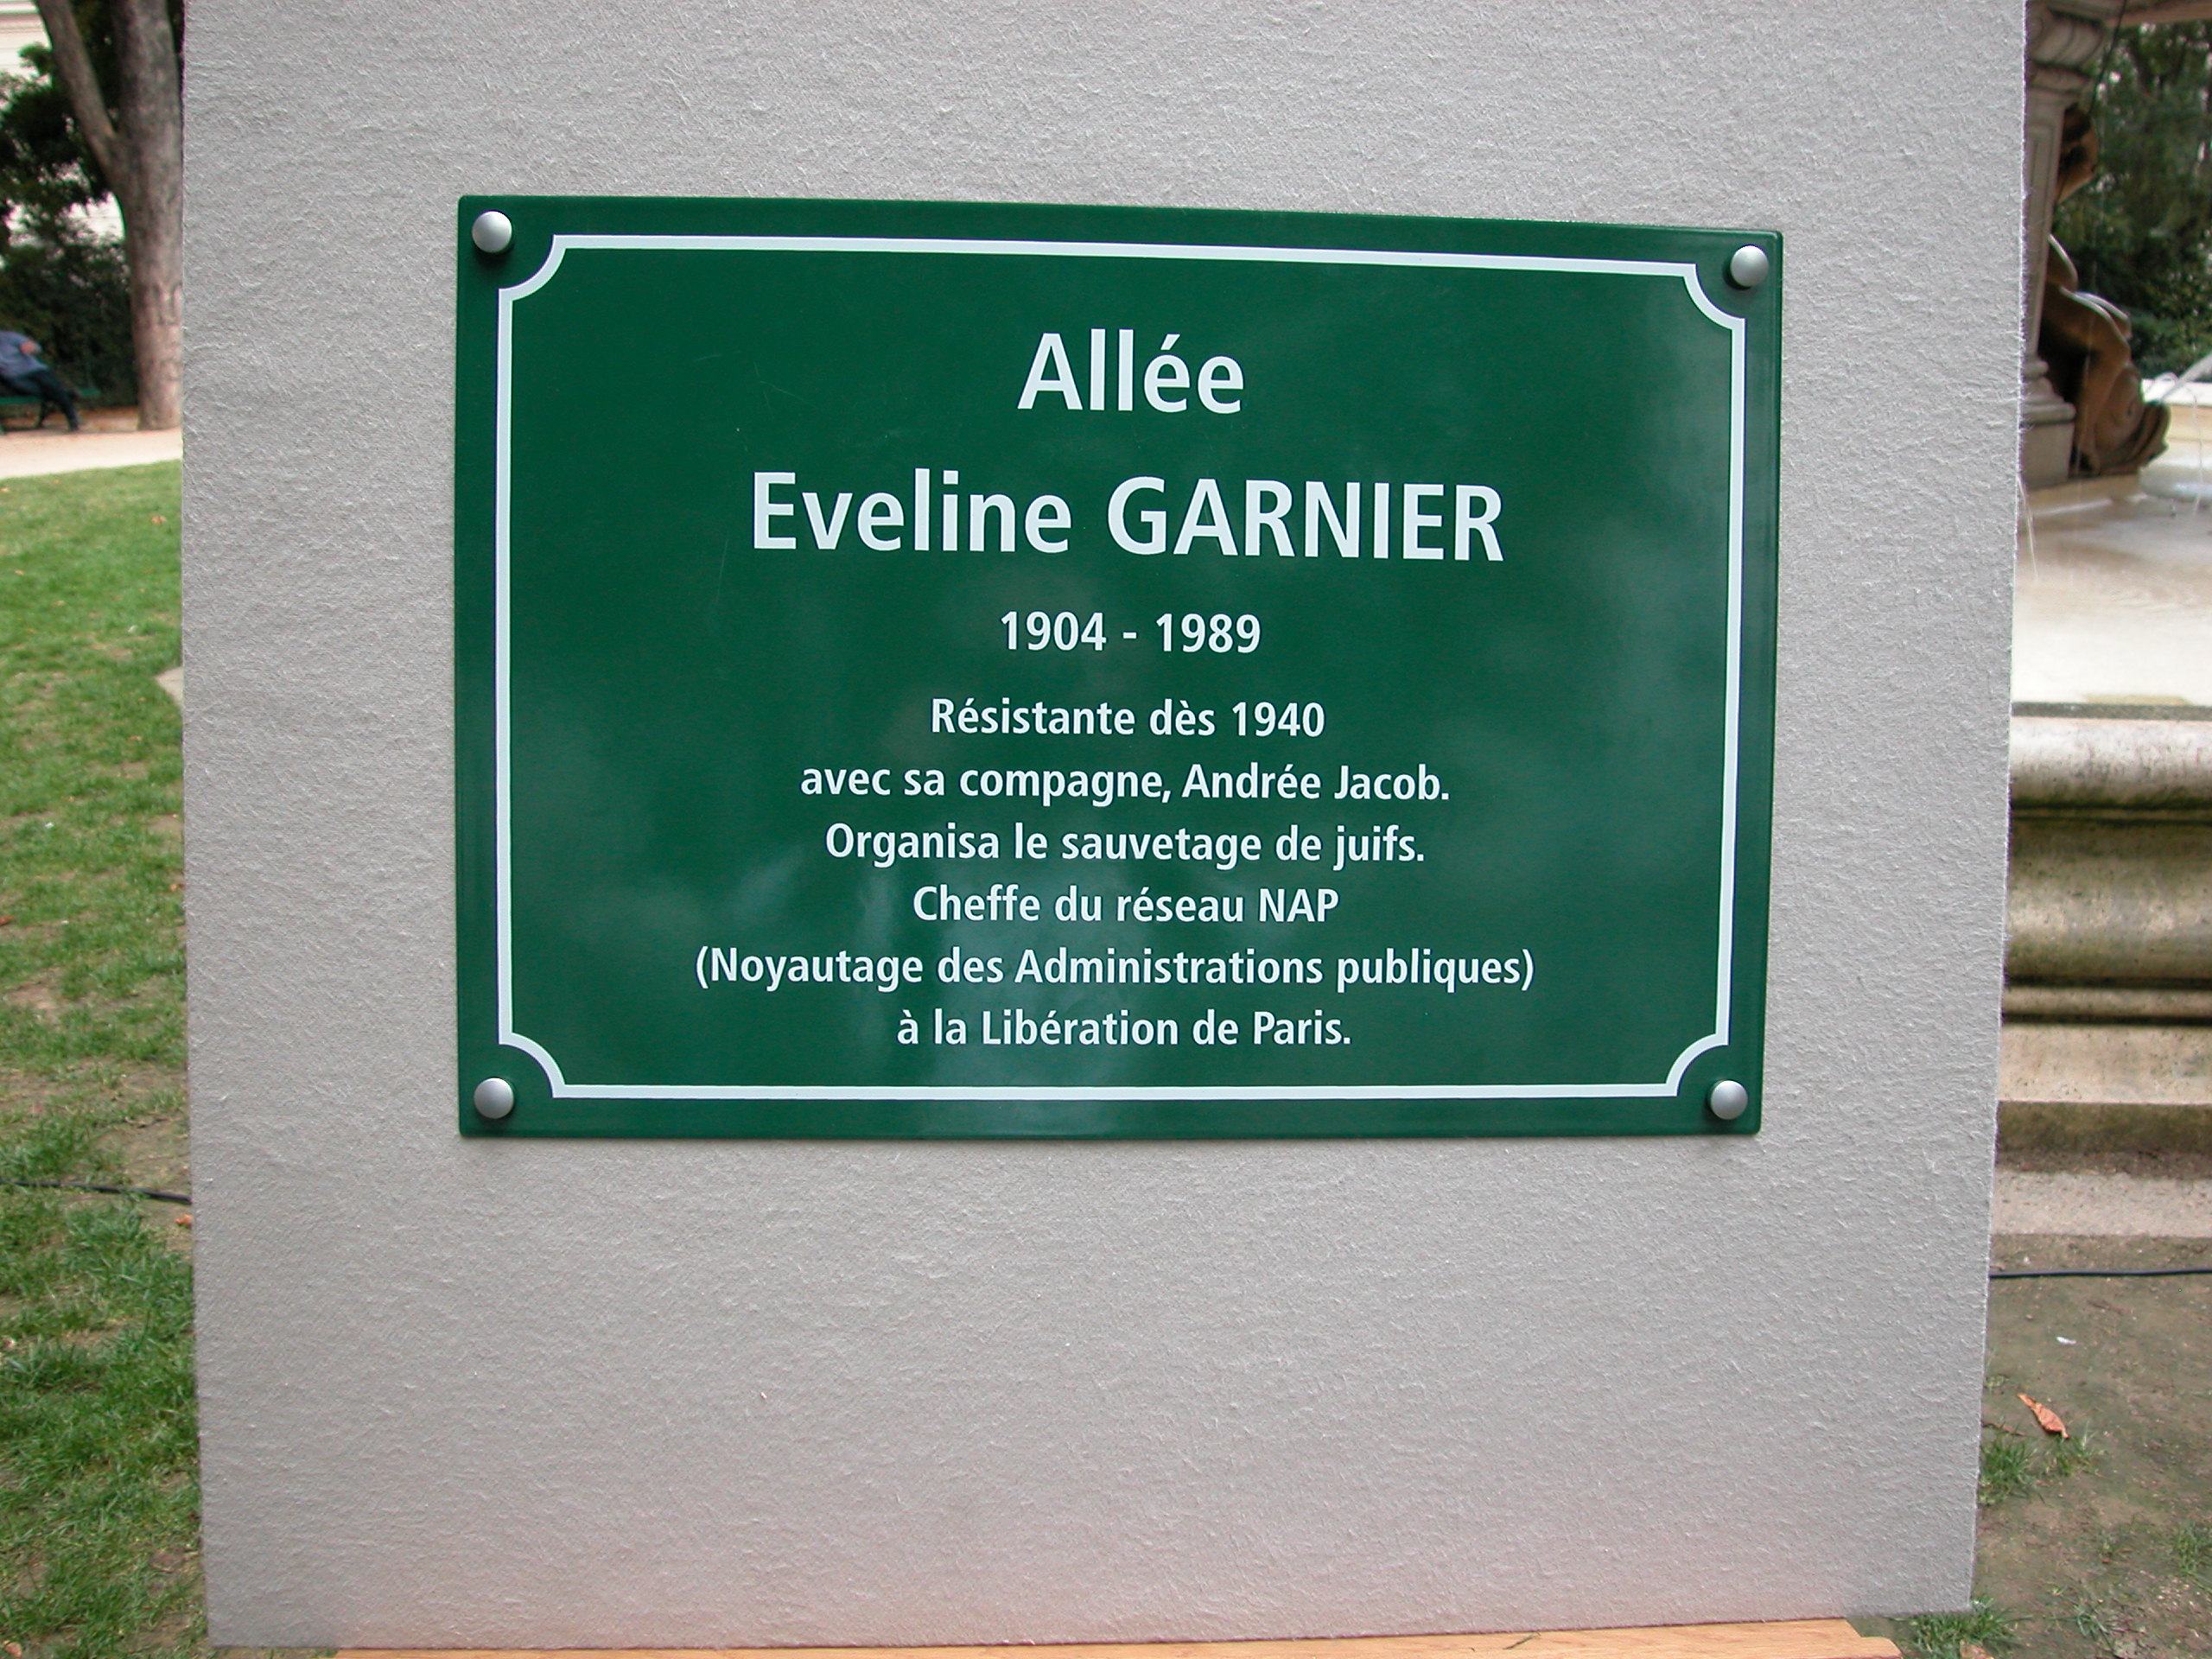 Allée
Eveline GARNIER
1904 - 1989
Résistante dès 1940
avec sa compagne, Andrée Jacob.
Organisa le sauvetage de juifs.
Cheffe du réseau NAP
(Noyautage des Administrations publiques)
à la Libération de Paris.